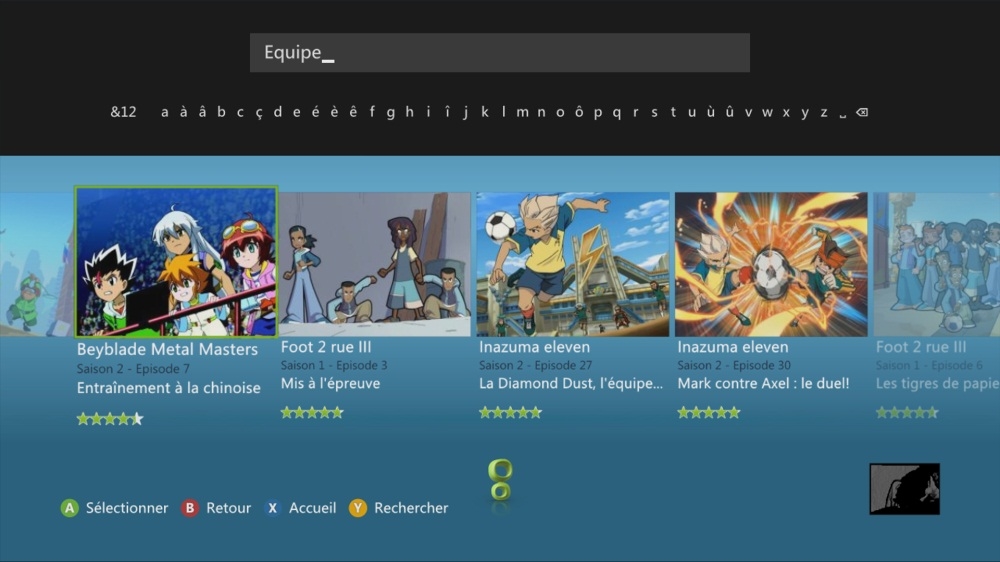 Equipe
&12 a à â b c ç d e é è ê f g h i î j k l m n o ô p q r s t u ù û v w x y z ˽ ⌫
Beyblade Metal Masters
Saison 2 - Episode 7
Entraînement à la chinoise
Foot 2 rue III
Saison 1 - Episode 3
Mis à l'épreuve
Inazuma eleven
Saison 2 - Episode 27
La Diamond Dust, l'équipe...
Inazuma eleven
Saison 2 - Episode 30
Mark contre Axel : le duel!
Foot 2 rue III
Saison 1 - Episode 6
Les tigres de papie
A Sélectionner B Retour X Accueil Y Rechercher